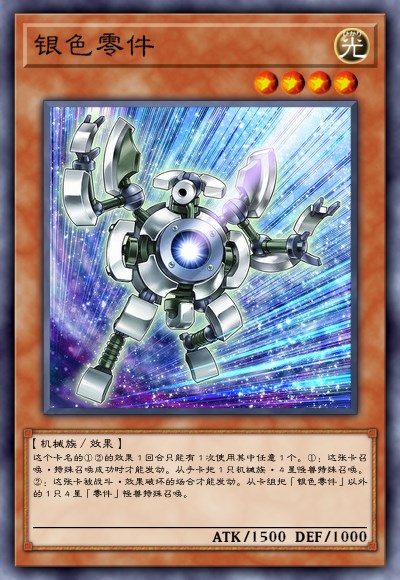 银色零件
光
【机械族／效果】
这个卡名的①②的效果1回合只能有1次使用其中任意1个。①：这张卡召
唤·特殊召唤成功时才能发动。从手卡把1只机械族·4星怪兽特殊召唤。
②：这张卡被战斗·效果破坏的场合才能发动。从卡组把「银色零件」以外
的1只4星「零件」怪兽特殊召唤。
ATK/1500 DEF/1000